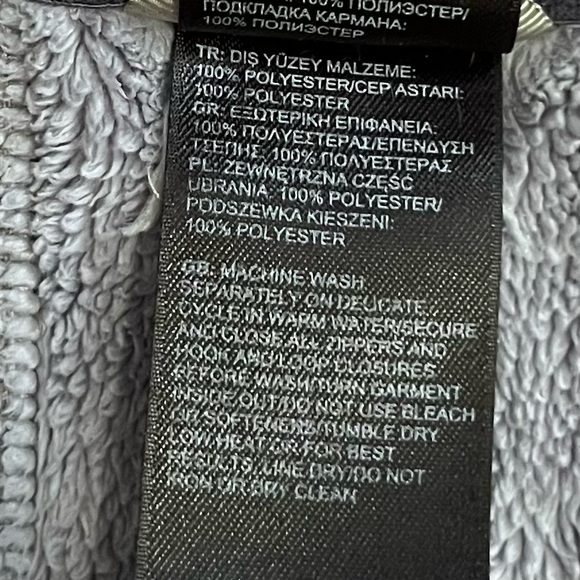 100% ПОЛИЭСТЕР/
ПОДКЛАДКА КАРМАНА:
100% ПОЛИЭСТЕР
TR: DIŞ YÜZEY MALZEME:
100% POLYESTER/CEP ASTARI:
100% POLYESTER
GR: ΕΞΩΤΕΡΙΚΗ ΕΠΙΦΑΝΕΙΑ:
100% ΠΟΛΥΕΣΤΕΡΑΣ/ΕΠΕΝΔΥΣΗ
ΤΣΕΠΗΣ: 100% ΠΟΛΥΕΣΤΕΡΑΣ
PL: ZEWNĘTRZNA CZĘŚĆ
UBRANIA: 100% POLYESTER/
PODSZEWKA KIESZENI:
100% POLYESTER
GB: MACHINE WASH
SEPARATELY ON DELICATE
CYCLE IN WARM WATER/SECURE
AND CLOSE ALL ZIPPERS AND
HOOK AND LOOP CLOSURES
BEFORE WASH/TURN GARMENT
INSIDE OUT/DO NOT USE BLEACH
OR SOFTENERS/TUMBLE DRY
LOW HEAT OR FOR BEST
RESULTS, LINE DRY/DO NOT
IRON OR DRY CLEAN